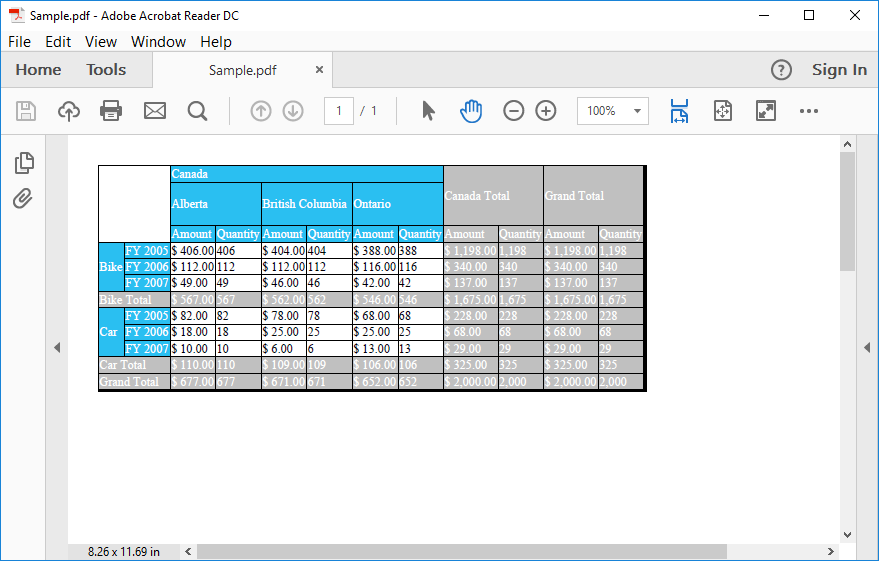 Sample.pdf - Adobe Acrobat Reader DC
File Edit View Window Help
Home Tools Sample.pdf × ? Sign In
1 / 1 100%
Canada Canada Total Grand Total
Alberta British Columbia Ontario
Amount Quantity Amount Quantity Amount Quantity Amount Quantity Amount Quantity
Bike FY 2005 $ 406.00 406 $ 404.00 404 $ 388.00 388 $ 1,198.00 1,198 $ 1,198.00 1,198
FY 2006 $ 112.00 112 $ 112.00 112 $ 116.00 116 $ 340.00 340 $ 340.00 340
FY 2007 $ 49.00 49 $ 46.00 46 $ 42.00 42 $ 137.00 137 $ 137.00 137
Bike Total $ 567.00 567 $ 562.00 562 $ 546.00 546 $ 1,675.00 1,675 $ 1,675.00 1,675
Car FY 2005 $ 82.00 82 $ 78.00 78 $ 68.00 68 $ 228.00 228 $ 228.00 228
FY 2006 $ 18.00 18 $ 25.00 25 $ 25.00 25 $ 68.00 68 $ 68.00 68
FY 2007 $ 10.00 10 $ 6.00 6 $ 13.00 13 $ 29.00 29 $ 29.00 29
Car Total $ 110.00 110 $ 109.00 109 $ 106.00 106 $ 325.00 325 $ 325.00 325
Grand Total $ 677.00 677 $ 671.00 671 $ 652.00 652 $ 2,000.00 2,000 $ 2,000.00 2,000
8.26 x 11.69 in